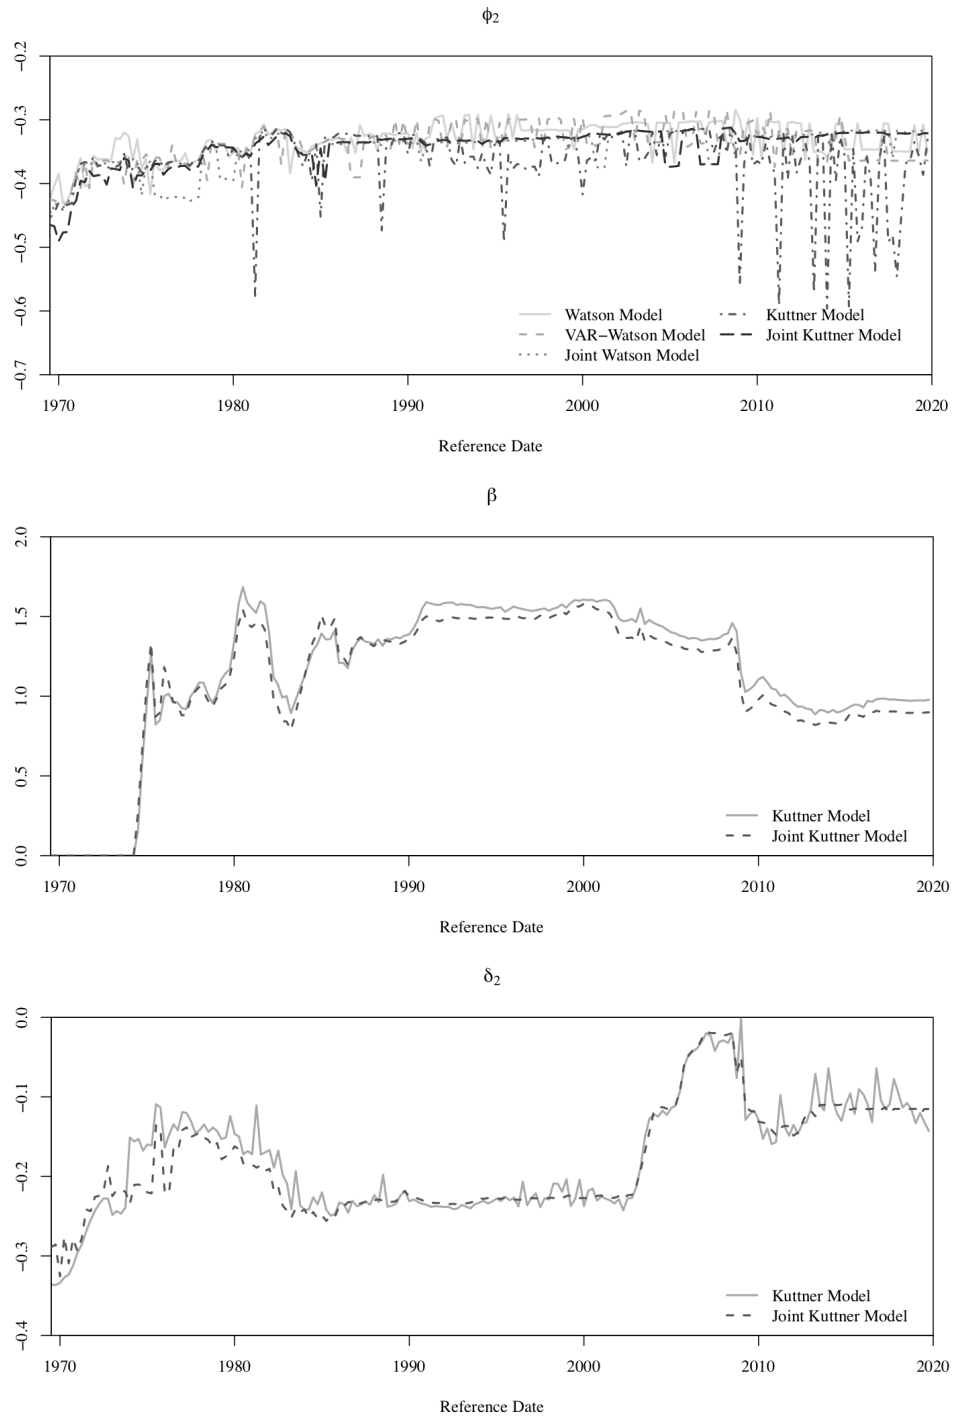 ϕ2
−0.2
−0.3
−0.4
−0.5
−0.6
−0.7
Watson Model
VAR−Watson Model
Joint Watson Model
Kuttner Model
Joint Kuttner Model
1970 1980 1990 2000 2010 2020
Reference Date
β
2.0
1.5
1.0
0.5
0.0
Kuttner Model
Joint Kuttner Model
1970 1980 1990 2000 2010 2020
Reference Date
δ2
0.0
−0.1
−0.2
−0.3
−0.4
Kuttner Model
Joint Kuttner Model
1970 1980 1990 2000 2010 2020
Reference Date